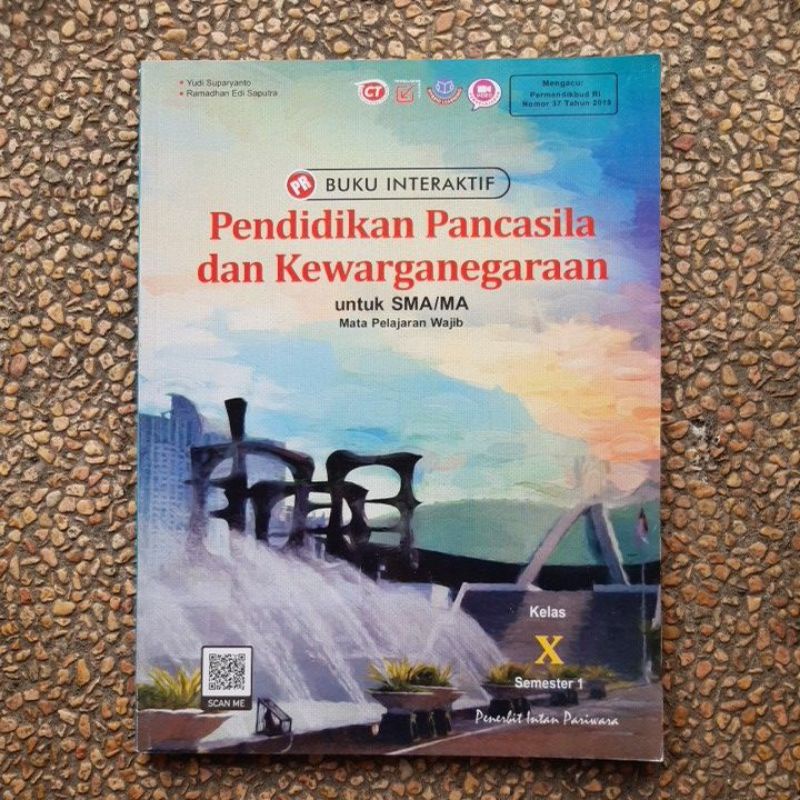 • Yudi Suparyanto
• Ramadhan Edi Saputra
CT
Mengacu:
Permendikbud RI
Nomor 37 Tahun 2018
PR BUKU INTERAKTIF
Pendidikan Pancasila
dan Kewarganegaraan
untuk SMA/MA
Mata Pelajaran Wajib
Kelas
X
Semester 1
SCAN ME
Penerbit Intan Pariwara